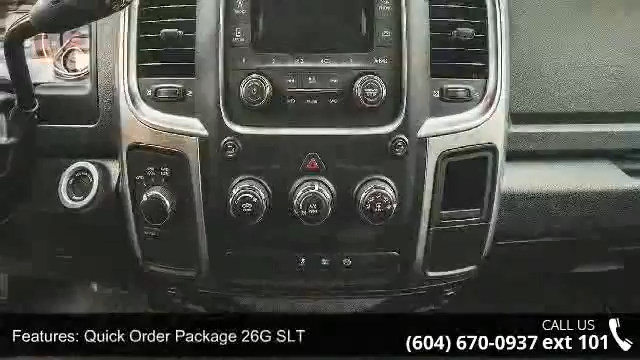 Features: Quick Order Package 26G SLT
CALL US
(604) 670-0937 ext 101